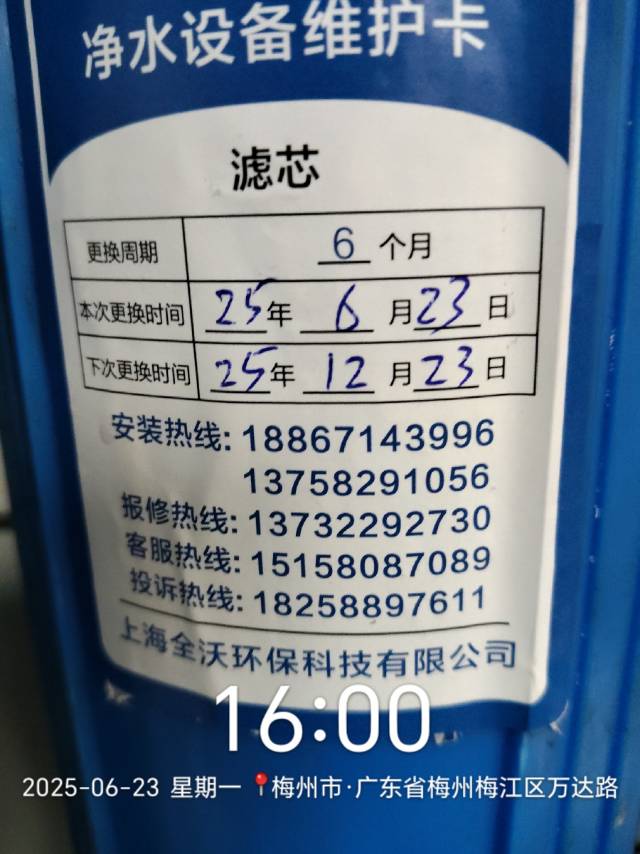 净水设备维护卡
滤芯
更换周期 6 个月
本次更换时间 25年 6 月23日
下次更换时间 25年 12 月23日
安装热线: 18867143996
13758291056
报修热线: 13732292730
客服热线: 15158087089
投诉热线: 18258897611
上海全沃环保科技有限公司
16:00
2025-06-23 星期一 📍梅州市·广东省梅州梅江区万达路